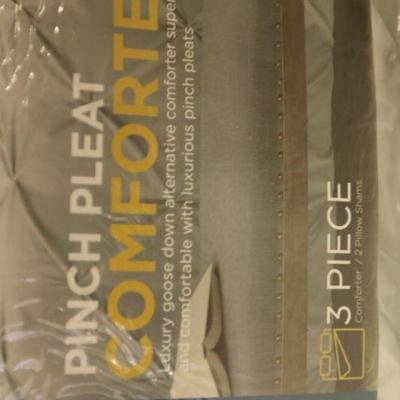 PINCH PLEAT
COMFORTE
Luxury goose down alternative comforter super
and comfortable with luxurious pinch pleats
3 PIECE
Comforter / 2 Pillow Shams